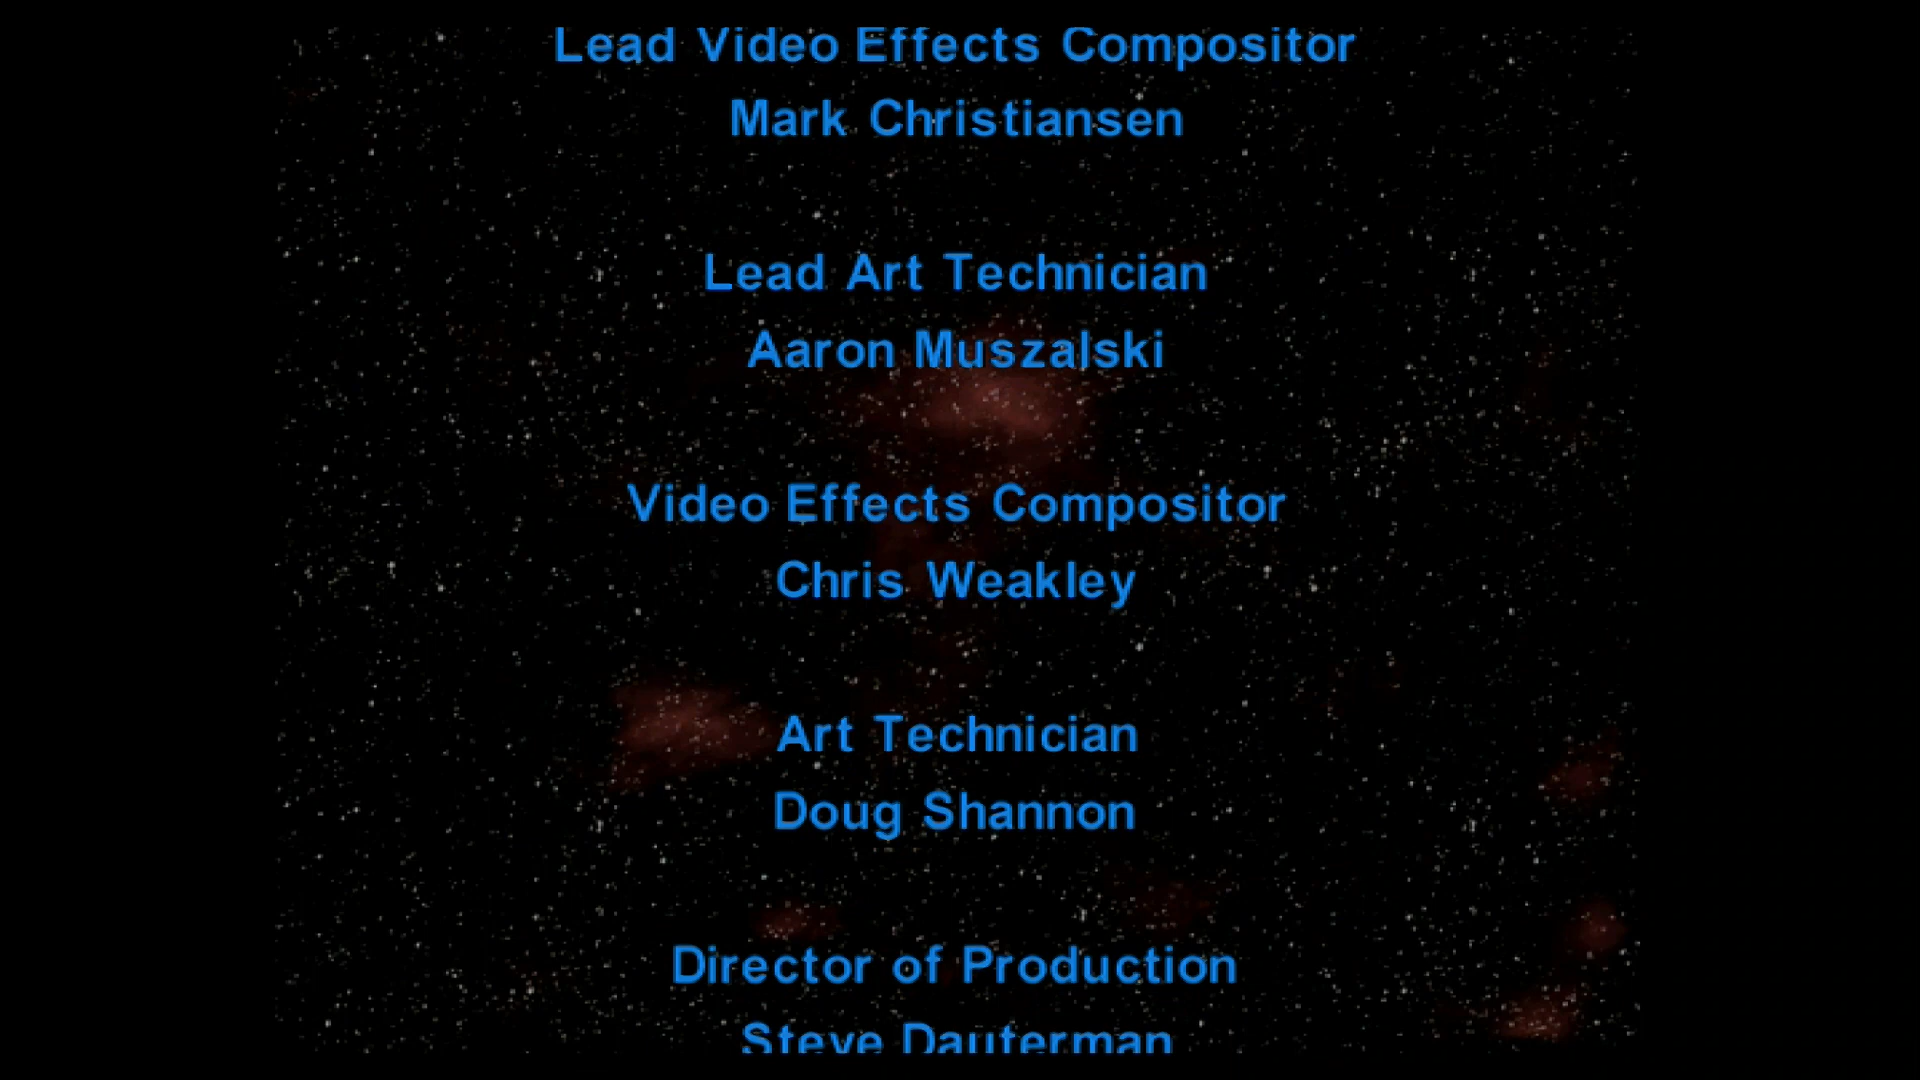 Lead Video Effects Compositor
Mark Christiansen
Lead Art Technician
Aaron Muszalski
Video Effects Compositor
Chris Weakley
Art Technician
Doug Shannon
Director of Production
Steve Dauterman